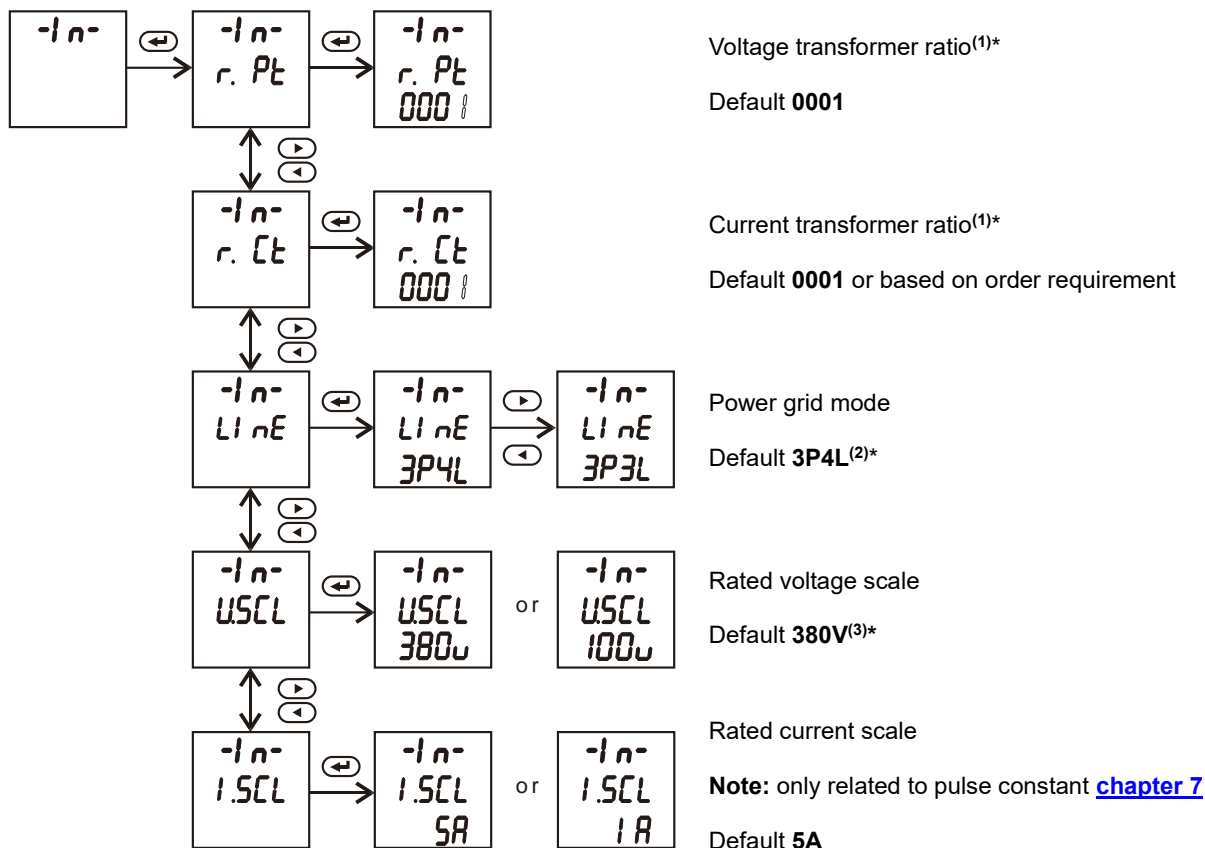 -In-
-In-
r. Pt
-In-
r. Pt
0001
Voltage transformer ratio(1)*
Default 0001
-In-
r. Ct
-In-
r. Ct
0001
Current transformer ratio(1)*
Default 0001 or based on order requirement
-In-
LInE
-In-
LInE
3P4L
-In-
LInE
3P3L
Power grid mode
Default 3P4L(2)*
-In-
U.SCL
-In-
U.SCL
380u
or
-In-
U.SCL
100u
Rated voltage scale
Default 380V(3)*
-In-
I.SCL
-In-
I.SCL
5A
or
-In-
I.SCL
1A
Rated current scale
Note: only related to pulse constant chapter 7
Default 5A